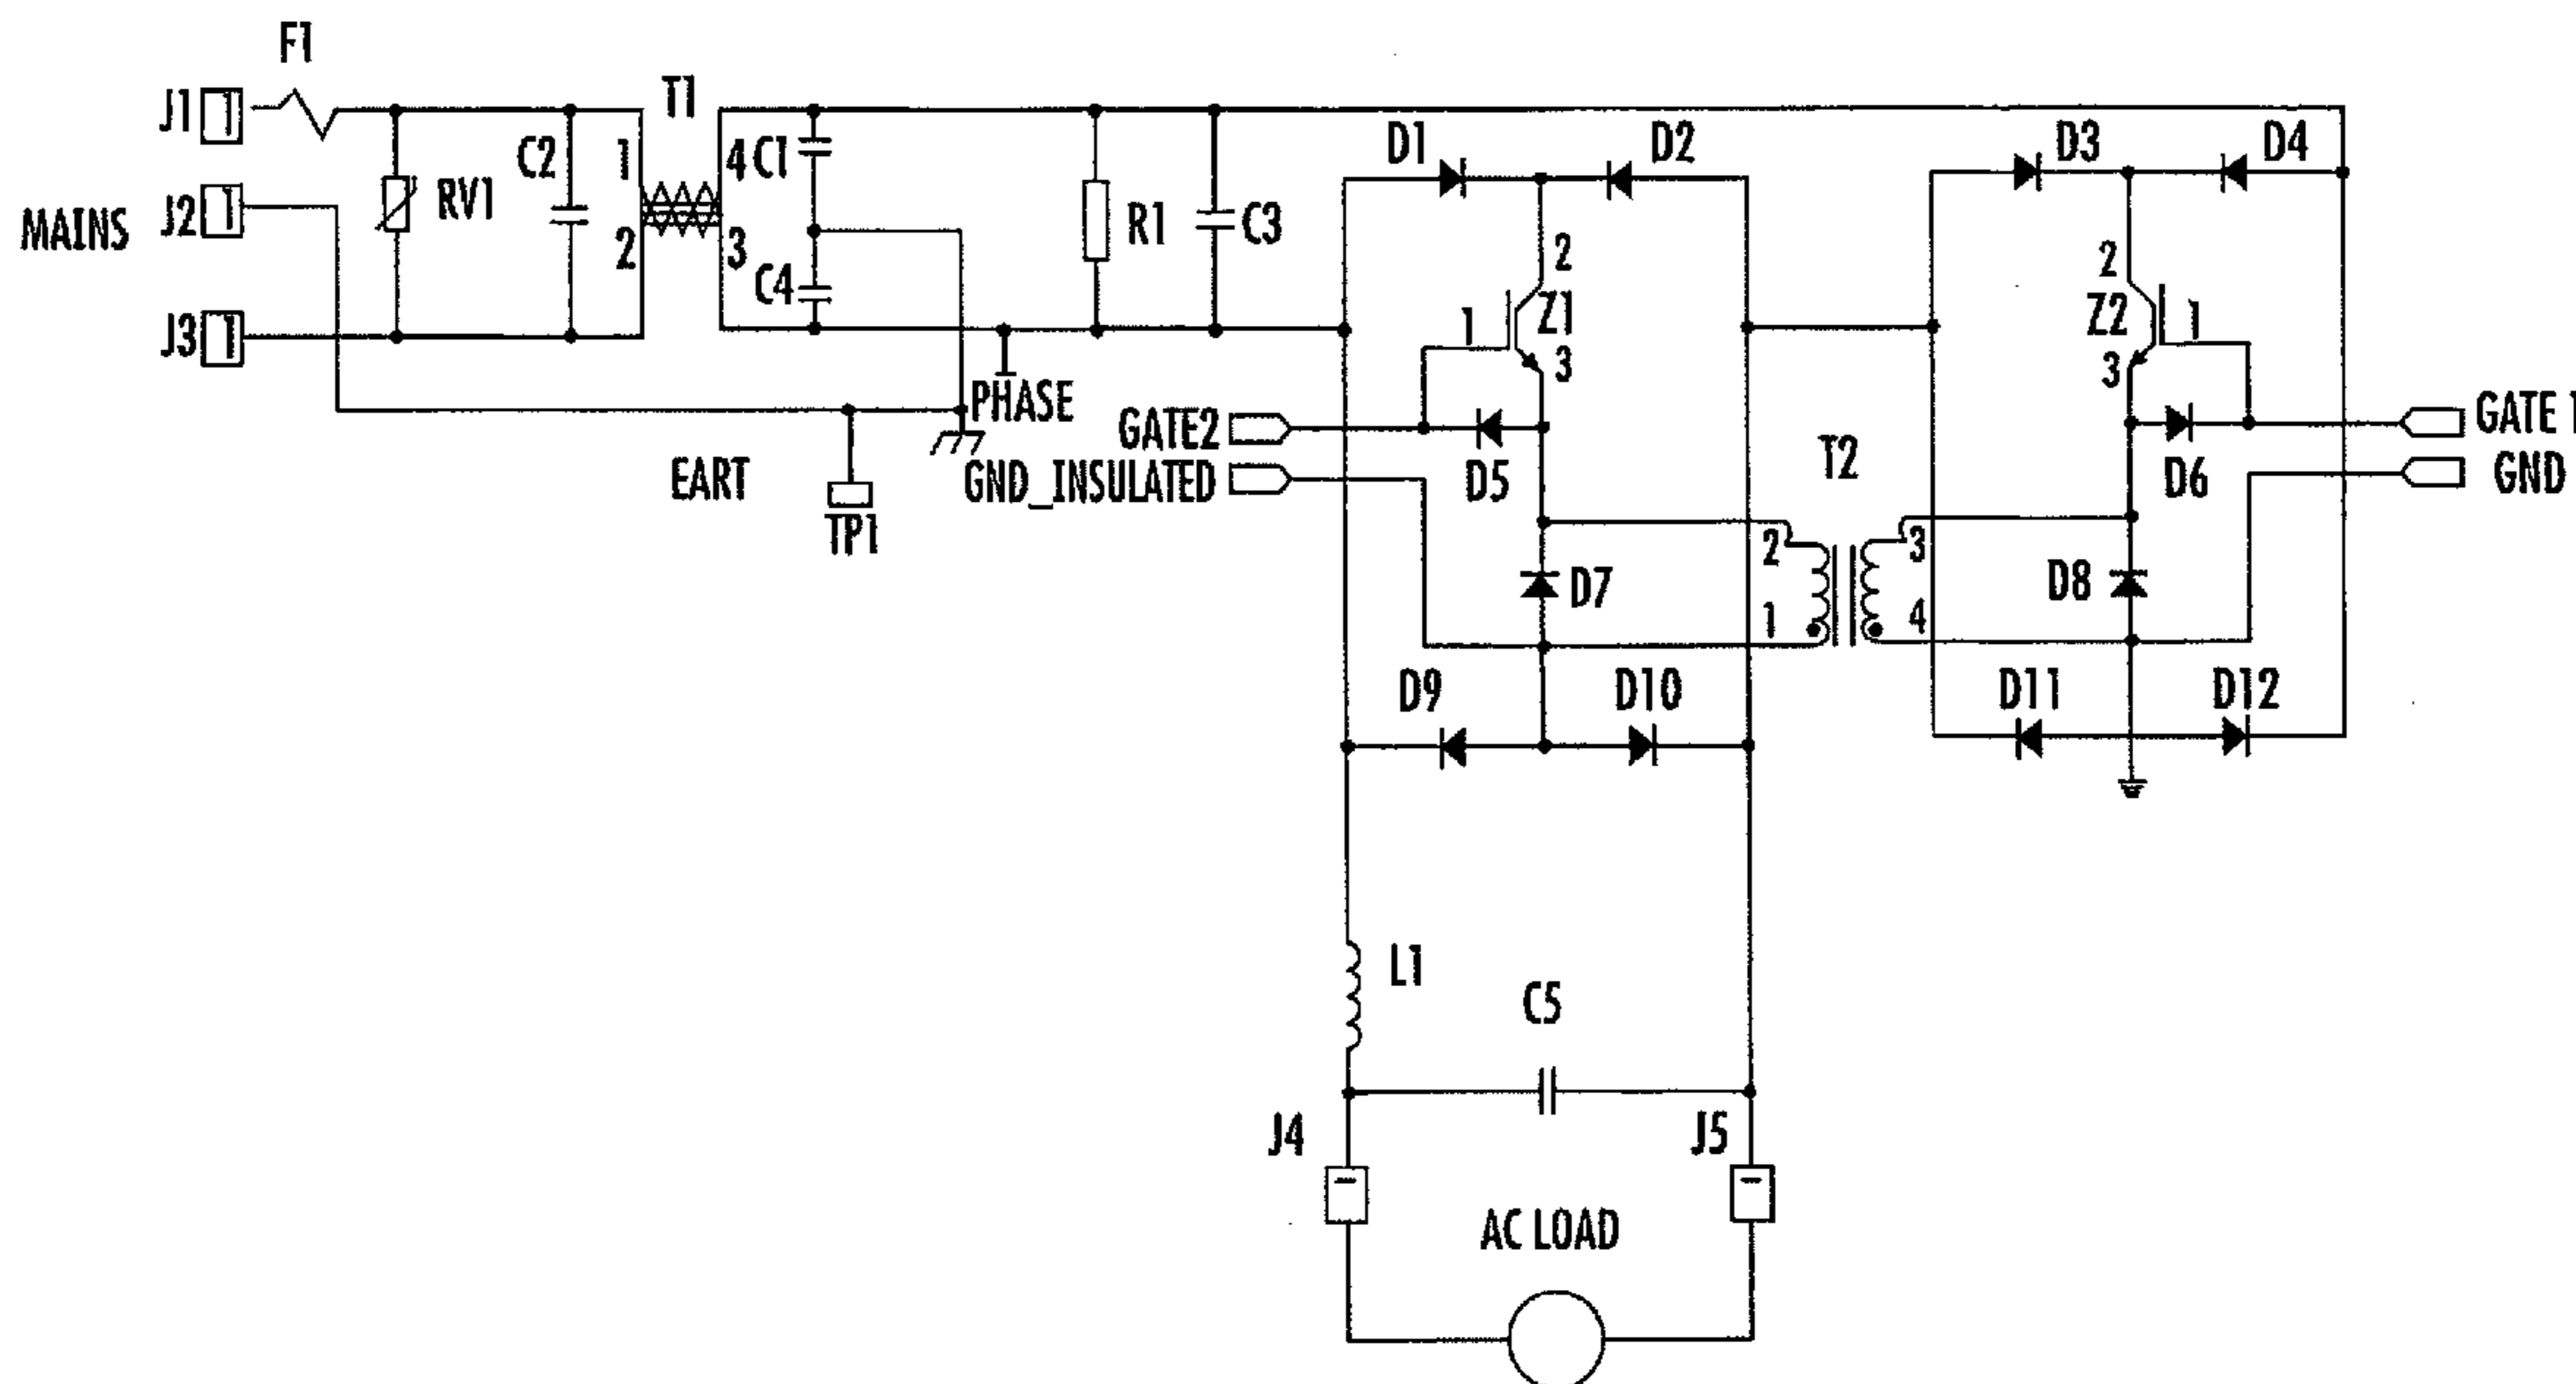 F1
J1
T1
C2
1
4
C1
D1
D2
D3
D4
MAINS
J2
RV1
R1
C3
2
3
C4
2
1
Z1
3
2
Z2
1
3
J3
PHASE
GATE2
GATE 1
EART
GND_INSULATED
D5
T2
D6
GND
TP1
2
3
D7
D8
1
4
D9
D10
D11
D12
L1
C5
J4
J5
AC LOAD